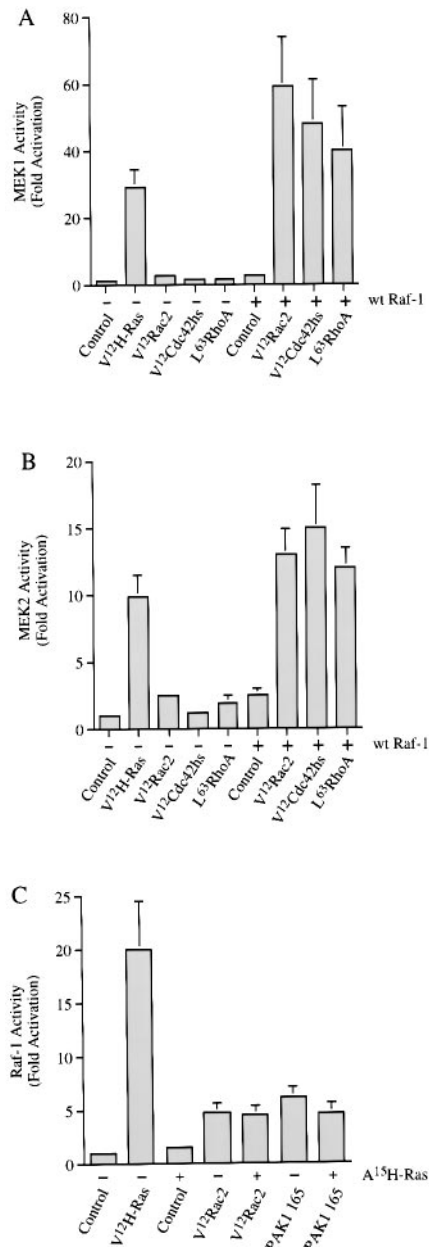 A
MEK1 Activity
(Fold Activation)
80
60
40
20
0
− − − − − + + + + wt Raf-1
Control V¹²H-Ras V¹²Rac2 V¹²Cdc42hs L⁶³RhoA Control V¹²Rac2 V¹²Cdc42hs L⁶³RhoA
B
MEK2 Activity
(Fold Activation)
20
15
10
5
0
− − − − − + + + + wt Raf-1
Control V¹²H-Ras V¹²Rac2 V¹²Cdc42hs L⁶³RhoA Control V¹²Rac2 V¹²Cdc42hs L⁶³RhoA
C
Raf-1 Activity
(Fold Activation)
25
20
15
10
5
0
− − + − + − + A¹⁵H-Ras
Control V¹²H-Ras Control V¹²Rac2 V¹²Rac2 PAK1 165 PAK1 165